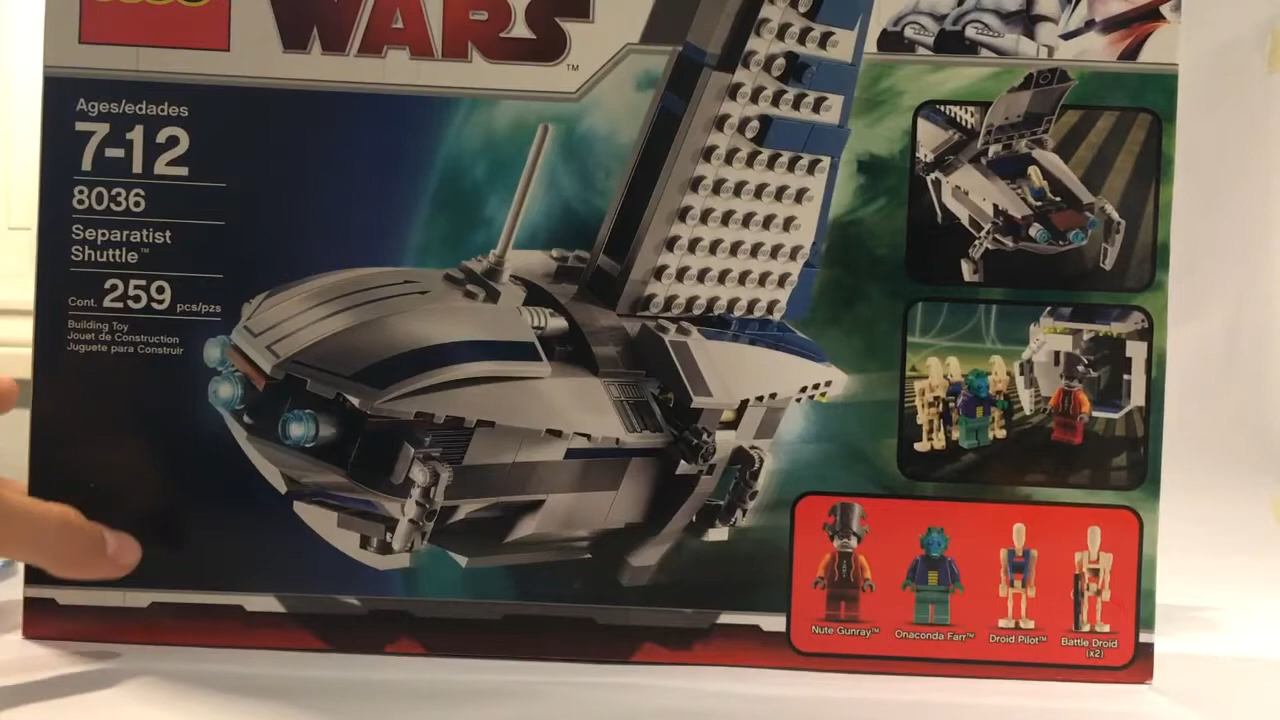 WARS™
Ages/edades
7-12
8036
Separatist
Shuttle™
Cont. 259 pcs/pzs
Building Toy
Jouet de Construction
Juguete para Construir
Nute Gunray™
Onaconda Farr™
Droid Pilot™
Battle Droid
(x2)